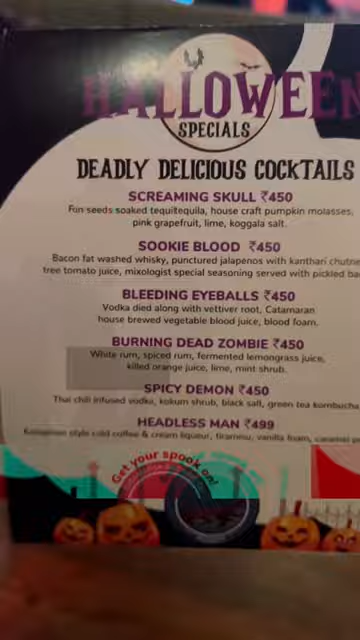 HALLOWEEN
SPECIALS
DEADLY DELICIOUS COCKTAILS
SCREAMING SKULL ₹450
Fun seeds soaked tequitequila, house craft pumpkin molasses,
pink grapefruit, lime, koggala salt.
SOOKIE BLOOD ₹450
Bacon fat washed whisky, punctured jalapenos with kanthari chutne
tree tomato juice, mixologist special seasoning served with pickled ba
BLEEDING EYEBALLS ₹450
Vodka died along with vettiver root, Catamaran
house brewed vegetable blood juice, blood foam.
BURNING DEAD ZOMBIE ₹450
White rum, spiced rum, fermented lemongrass juice,
killed orange juice, lime, mint shrub.
SPICY DEMON ₹450
Thai chili infused vodka, kokum shrub, black salt, green tea kombucha
HEADLESS MAN ₹499
style cold coffee & cream liqueur, tiramisu, vanilla foam, caramel
Get your spook on!